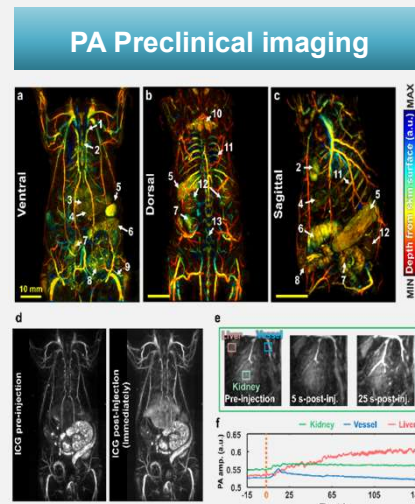 PA Preclinical imaging
a
b
c
Ventral
Dorsal
Sagittal
1
2
3
4
5
6
7
8
9
10 mm
10
11
5
12
7
13
2
11
4
5
6
12
8
7
MIN Depth from skin surface (a.u.) MAX
d
ICG pre-injection
ICG post-injection
(immediately)
e
Liver
Vessel
Kidney
Pre-injection
5 s-post-inj.
25 s-post-inj.
f
Kidney Vessel Liver
PA amp. (a.u.)
0.65
0.6
0.55
0.5
-15 0 25 65 105